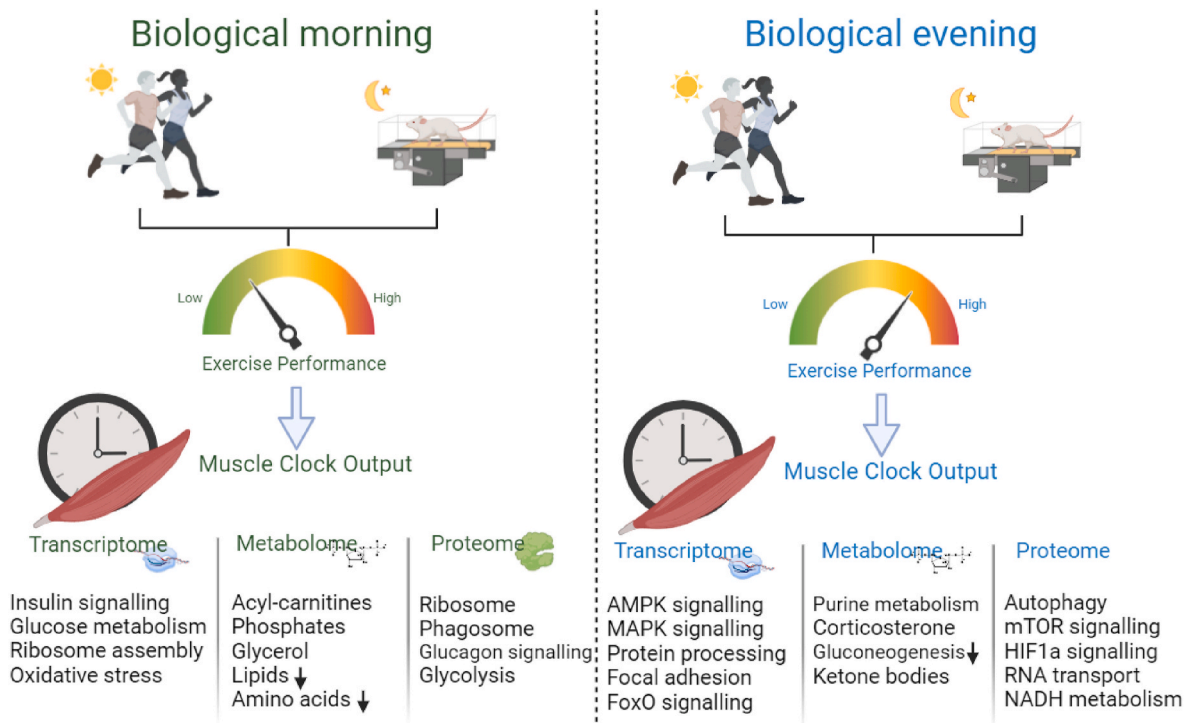 Biological morning
Low
High
Exercise Performance
Muscle Clock Output
Transcriptome
Insulin signalling
Glucose metabolism
Ribosome assembly
Oxidative stress
Metabolome
Acyl-carnitines
Phosphates
Glycerol
Lipids
Amino acids
Proteome
Ribosome
Phagosome
Glucagon signalling
Glycolysis
Biological evening
Low
High
Exercise Performance
Muscle Clock Output
Transcriptome
AMPK signalling
MAPK signalling
Protein processing
Focal adhesion
FoxO signalling
Metabolome
Purine metabolism
Corticosterone
Gluconeogenesis
Ketone bodies
Proteome
Autophagy
mTOR signalling
HIF1a signalling
RNA transport
NADH metabolism